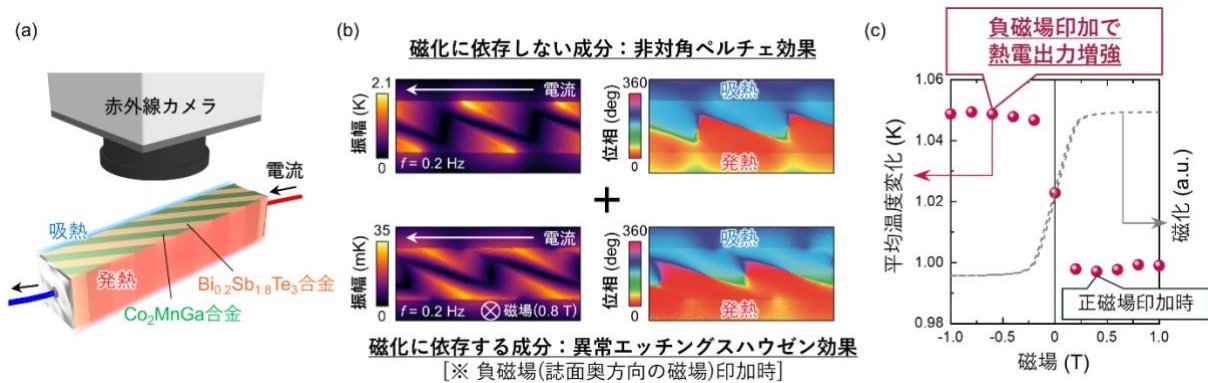 (a)
赤外線カメラ
電流
吸熱
発熱
Bi0.2Sb1.8Te3合金
Co2MnGa合金
(b)
磁化に依存しない成分：非対角ペルチェ効果
2.1
振幅 (K)
0
電流
f = 0.2 Hz
360
位相 (deg)
0
吸熱
発熱
+
35
振幅 (mK)
0
電流
f = 0.2 Hz
磁場(0.8 T)
360
位相 (deg)
0
吸熱
発熱
磁化に依存する成分：異常エッチングスハウゼン効果
[※ 負磁場(誌面奥方向の磁場)印加時]
(c)
負磁場印加で
熱電出力増強
1.06
1.04
1.02
1.00
0.98
平均温度変化 (K)
磁化 (a.u.)
正磁場印加時
-1.0
-0.5
0
0.5
1.0
磁場 (T)